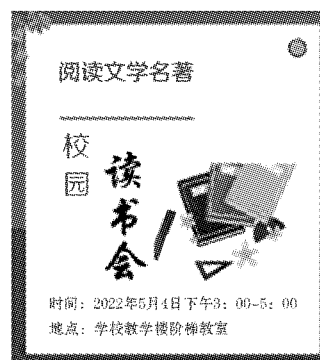 阅读文学名著
校园
读书会
时间：2022年5月4日下午3：00-5：00
地点：学校教学楼阶梯教室